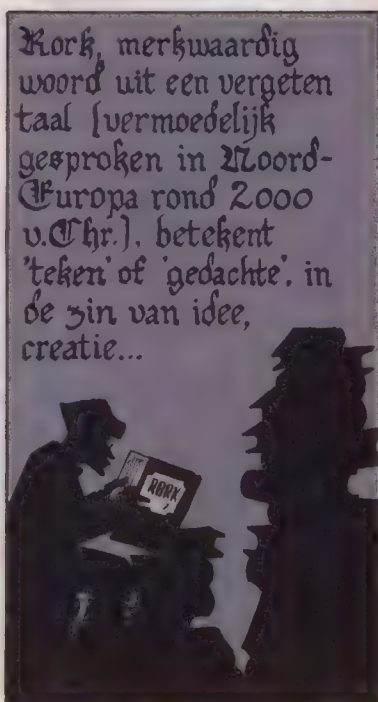 Rork, merkwaardig
woord uit een vergeten
taal [vermoedelijk
gesproken in Noord-
Europa rond 2000
v.Chr.], betekent
'teken' of 'gedachte', in
de zin van idee,
creatie...
RORK